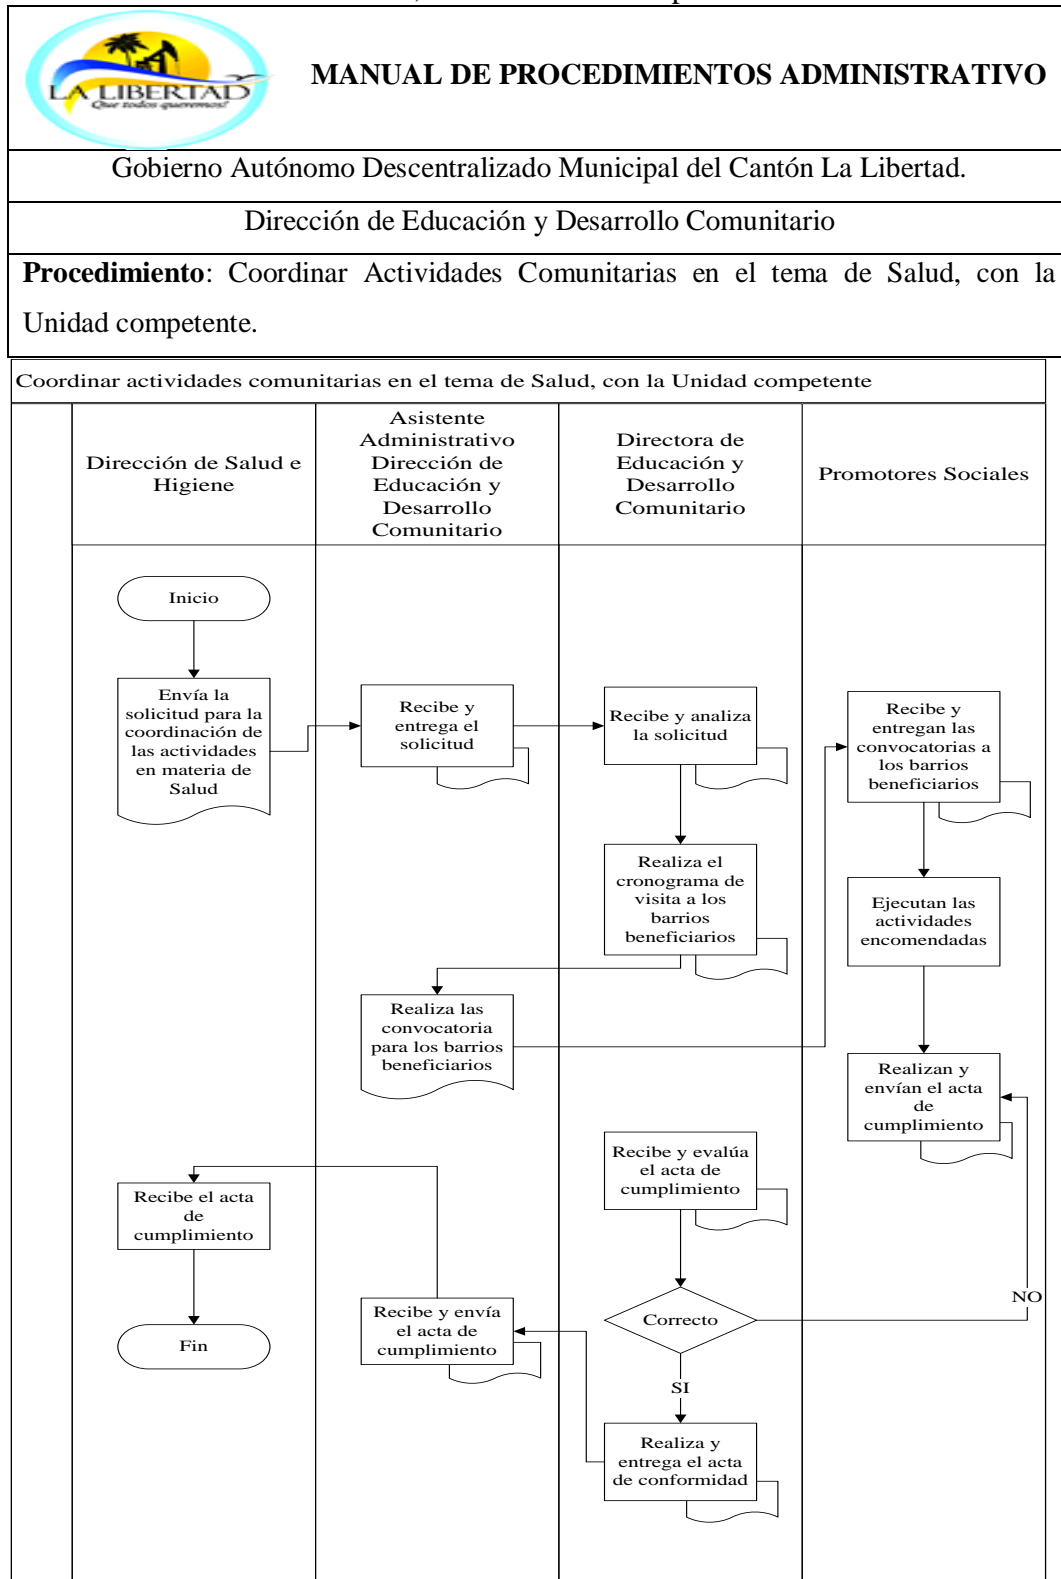 LA LIBERTAD
Que todos queremos!
MANUAL DE PROCEDIMIENTOS ADMINISTRATIVO
Gobierno Autónomo Descentralizado Municipal del Cantón La Libertad.
Dirección de Educación y Desarrollo Comunitario
Procedimiento: Coordinar Actividades Comunitarias en el tema de Salud, con la
Unidad competente.
Coordinar actividades comunitarias en el tema de Salud, con la Unidad competente
Dirección de Salud e
Higiene
Asistente
Administrativo
Dirección de
Educación y
Desarrollo
Comunitario
Directora de
Educación y
Desarrollo
Comunitario
Promotores Sociales
Inicio
Envía la
solicitud para la
coordinación de
las actividades
en materia de
Salud
Recibe y
entrega el
solicitud
Recibe y analiza
la solicitud
Recibe y
entregan las
convocatorias a
los barrios
beneficiarios
Realiza el
cronograma de
visita a los
barrios
beneficiarios
Ejecutan las
actividades
encomendadas
Realiza las
convocatoria
para los barrios
beneficiarios
Realizan y
envían el acta
de
cumplimiento
Recibe y evalúa
el acta de
cumplimiento
Recibe el acta
de
cumplimiento
Correcto
NO
Recibe y envía
el acta de
cumplimiento
Fin
SI
Realiza y
entrega el acta
de conformidad